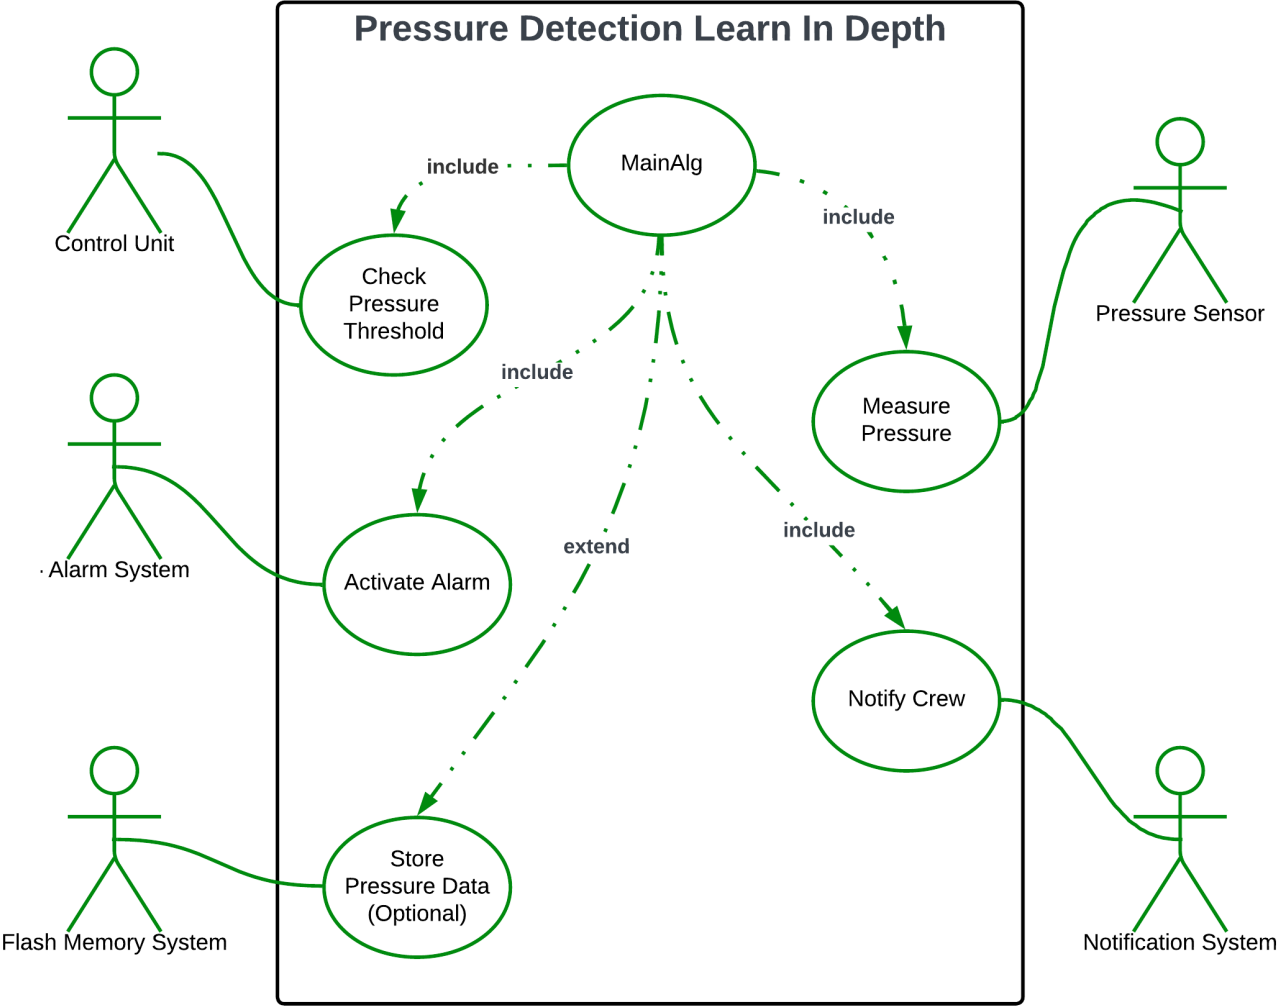 Pressure Detection Learn In Depth
MainAlg
include
include
Control Unit
Check
Pressure
Threshold
Pressure Sensor
include
Measure
Pressure
include
extend
· Alarm System
Activate Alarm
Notify Crew
Store
Pressure Data
(Optional)
Flash Memory System
Notification System